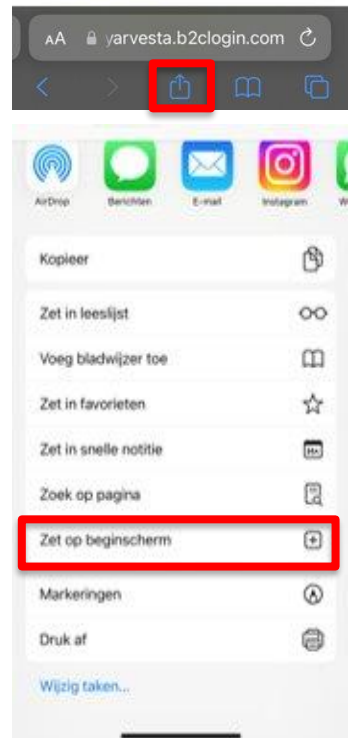 AA yarvesta.b2clogin.com
AirDrop Berichten E-mail Instagram
Kopieer
Zet in leeslijst
Voeg bladwijzer toe
Zet in favorieten
Zet in snelle notitie
Zoek op pagina
Zet op beginscherm
Markeringen
Druk af
Wijzig taken...